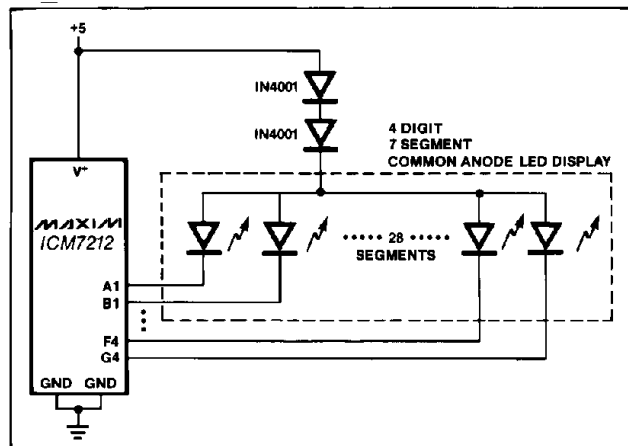 +5
IN4001
IN4001
4 DIGIT
7 SEGMENT
COMMON ANODE LED DISPLAY
V+
MAXIM
ICM7212
28
SEGMENTS
A1
B1
F4
G4
GND GND